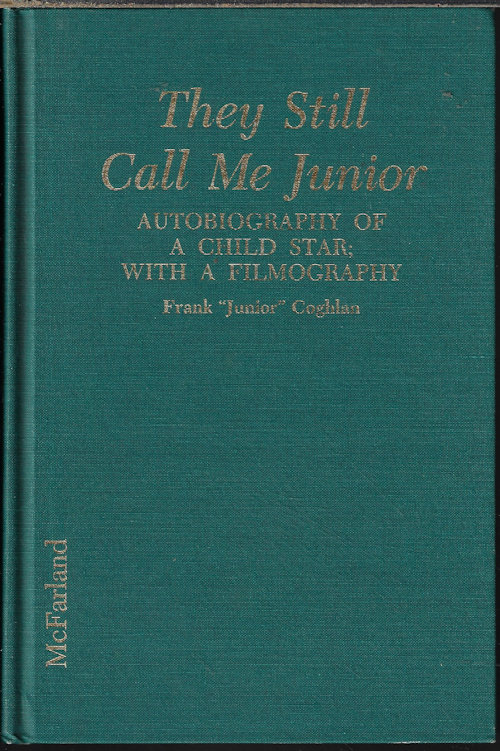 They Still
Call Me Junior
AUTOBIOGRAPHY OF
A CHILD STAR;
WITH A FILMOGRAPHY
Frank "Junior" Coghlan
McFarland